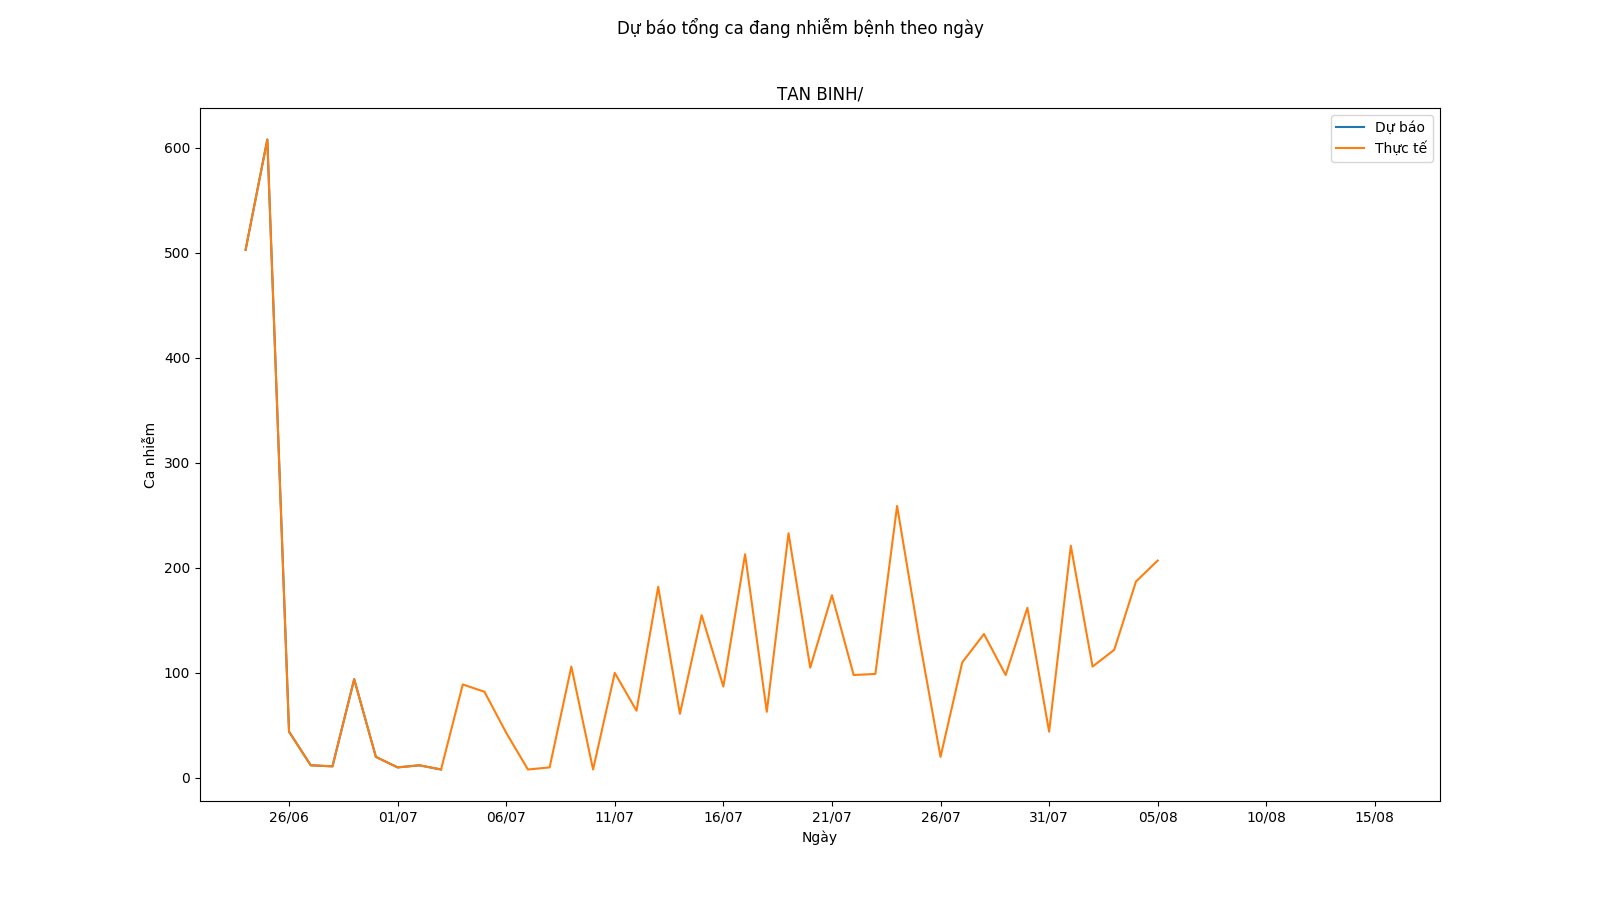 Dự báo tổng ca đang nhiễm bệnh theo ngày
TAN BINH/
Dự báo
Thực tế
600
500
400
300
200
100
0
Ca nhiễm
26/06 01/07 06/07 11/07 16/07 21/07 26/07 31/07 05/08 10/08 15/08
Ngày